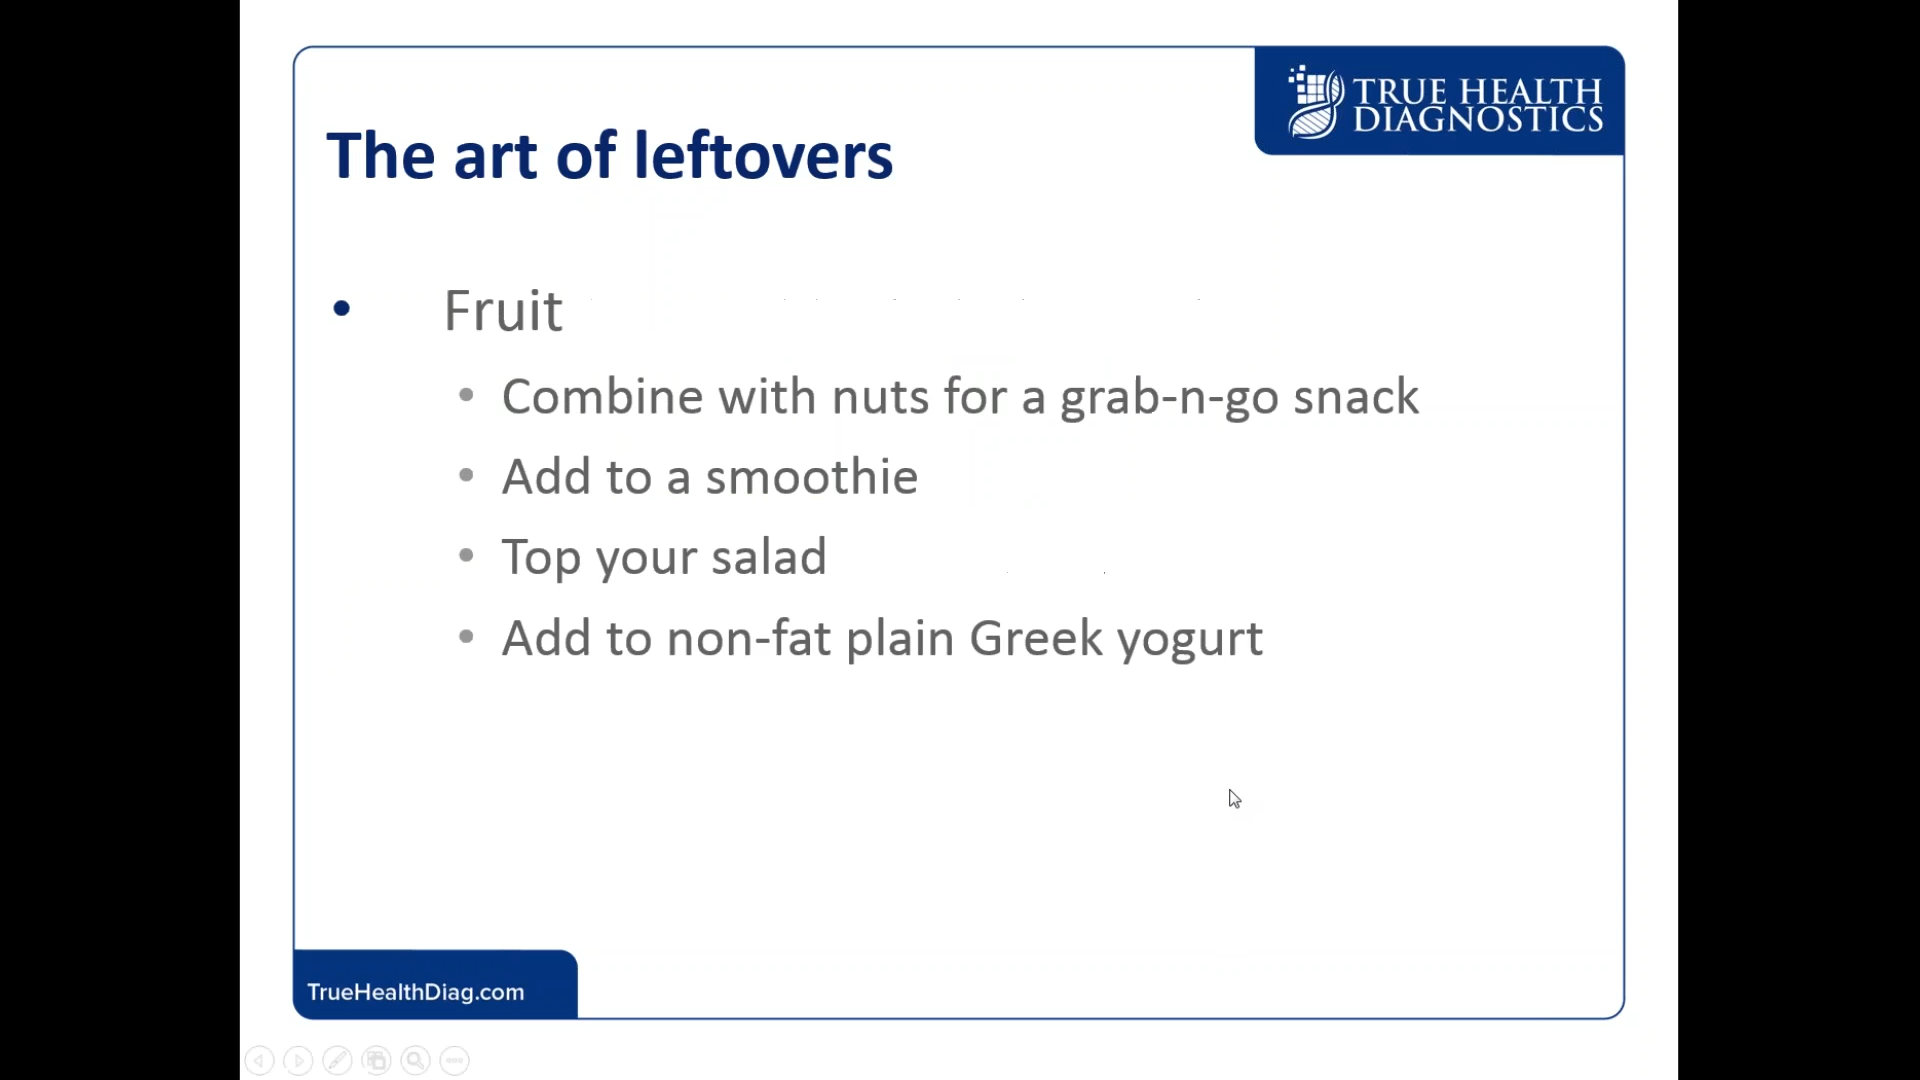 TRUE HEALTH
DIAGNOSTICS
The art of leftovers
• Fruit
• Combine with nuts for a grab-n-go snack
• Add to a smoothie
• Top your salad
• Add to non-fat plain Greek yogurt
TrueHealthDiag.com